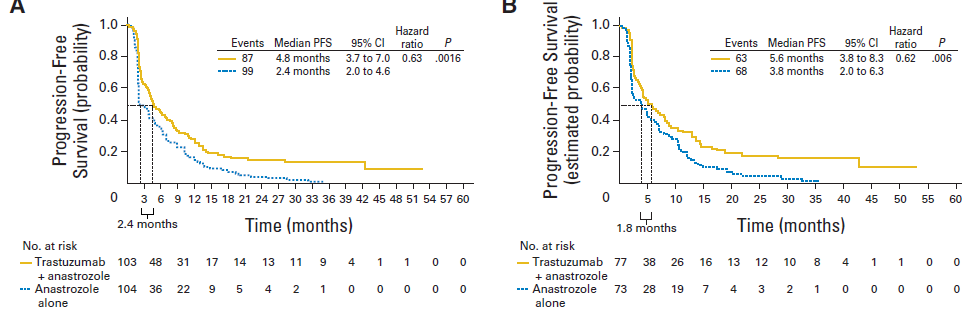 A
Progression-Free
Survival (probability)
1.0
0.8
0.6
0.4
0.2
0
Hazard
Events Median PFS 95% CI ratio P
87 4.8 months 3.7 to 7.0 0.63 .0016
99 2.4 months 2.0 to 4.6
3 6 9 12 15 18 21 24 27 30 33 36 39 42 45 48 51 54 57 60
2.4 months
Time (months)
No. at risk
Trastuzumab 103 48 31 17 14 13 11 9 4 1 1 0 0
+ anastrozole
Anastrozole 104 36 22 9 5 4 2 1 0 0 0 0 0
alone
B
Progression-Free Survival
(estimated probability)
1.0
0.8
0.6
0.4
0.2
0
Hazard
Events Median PFS 95% CI ratio P
63 5.6 months 3.8 to 8.3 0.62 .006
68 3.8 months 2.0 to 6.3
5 10 15 20 25 30 35 40 45 50 55 60
1.8 months
Time (months)
No. at risk
Trastuzumab 77 38 26 16 13 12 10 8 4 1 1 0 0
+ anastrozole
Anastrozole 73 28 19 7 4 3 2 1 0 0 0 0 0
alone